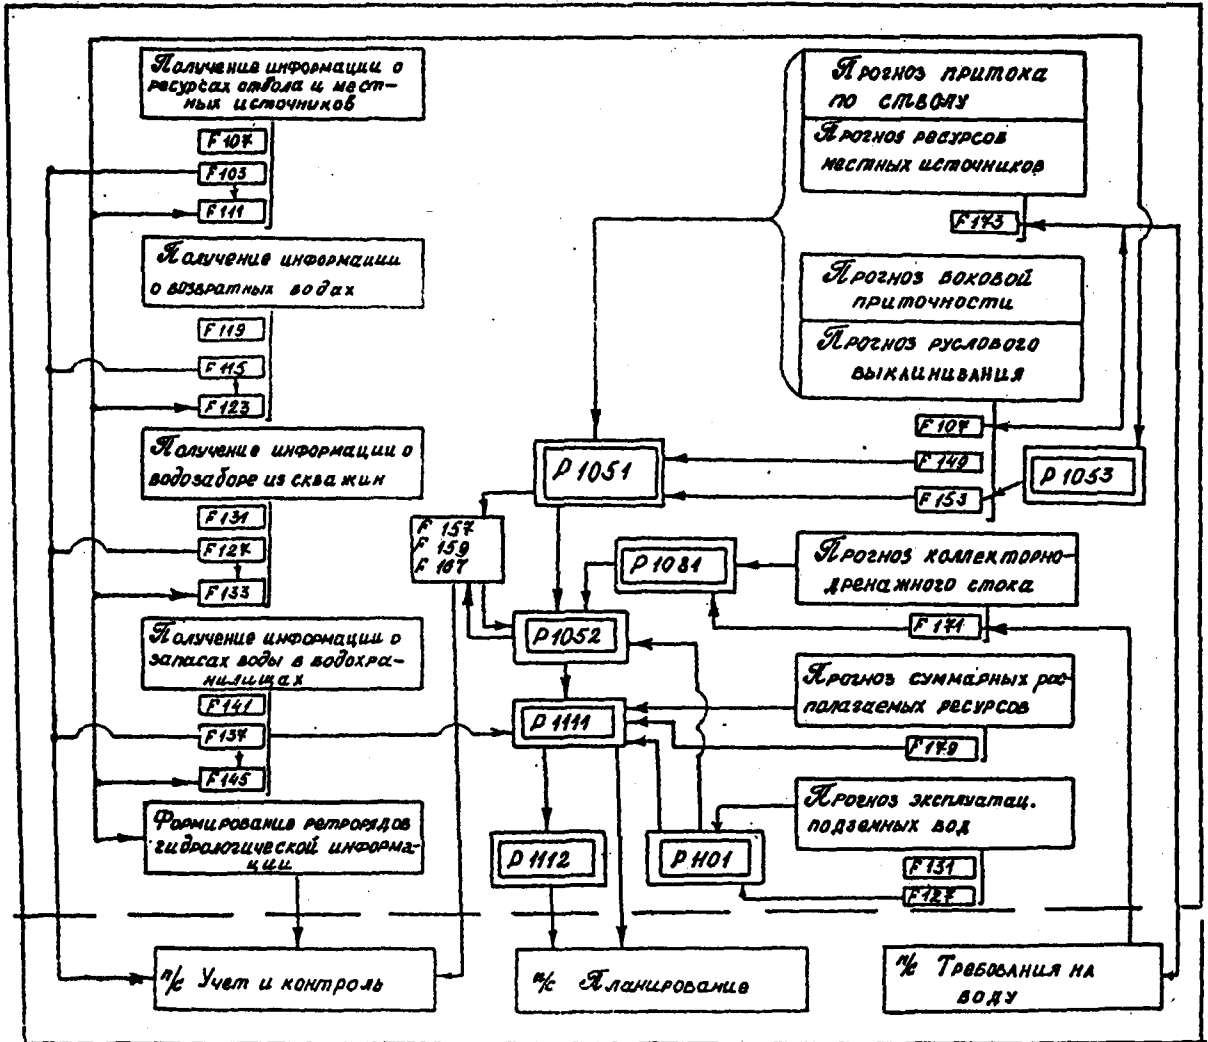 Получение информации о
ресурсах ствола и мест-
ных источников
F 107
F 103
F 111
Получение информации
о возвратных водах
F 119
F 115
F 123
Получение информации о
водозаборе из скважин
F 131
F 127
F 133
Получение информации о
запасах воды в водохра-
нилищах
F 141
F 137
F 145
Формирование ретрорядов
гидрологической информа-
ции
Прогноз притока
по стволу
Прогноз ресурсов
местных источников
F 173
Прогноз боковой
приточности
Прогноз руслового
выклинивания
F 107
F 149
F 153
P 1053
P 1051
F 157
F 159
F 167
P 1081
Прогноз коллекторно-
дренажного стока
F 171
P 1052
Прогноз суммарных рас-
полагаемых ресурсов
F 179
P 1111
Прогноз эксплуатац.
подземных вод
F 131
F 127
P 1112
P 1101
п/с Учет и контроль
п/с Планирование
п/с Требования на
воду